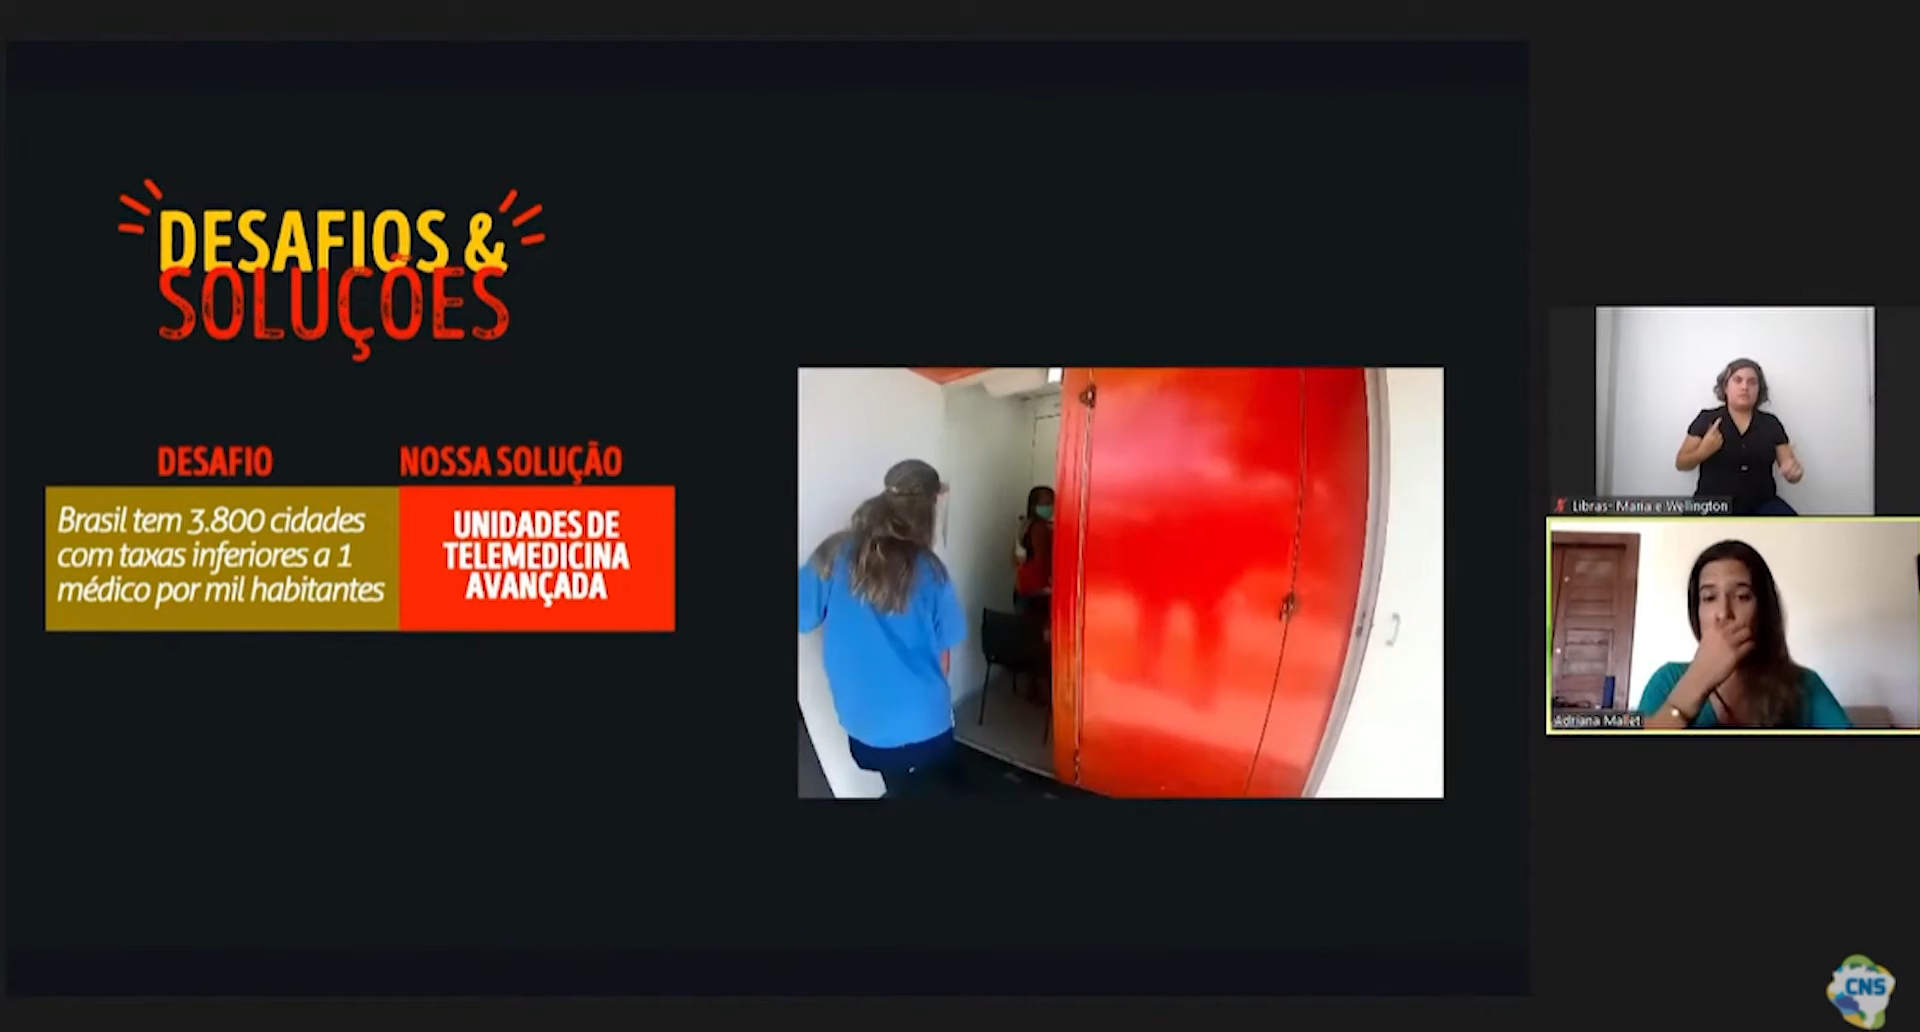 DESAFIOS &
SOLUÇÕES
DESAFIO
NOSSA SOLUÇÃO
Brasil tem 3.800 cidades
com taxas inferiores a 1
médico por mil habitantes
UNIDADES DE
TELEMEDICINA
AVANÇADA
Libras- Maria e Wellington
Adriana Mallet
CNS